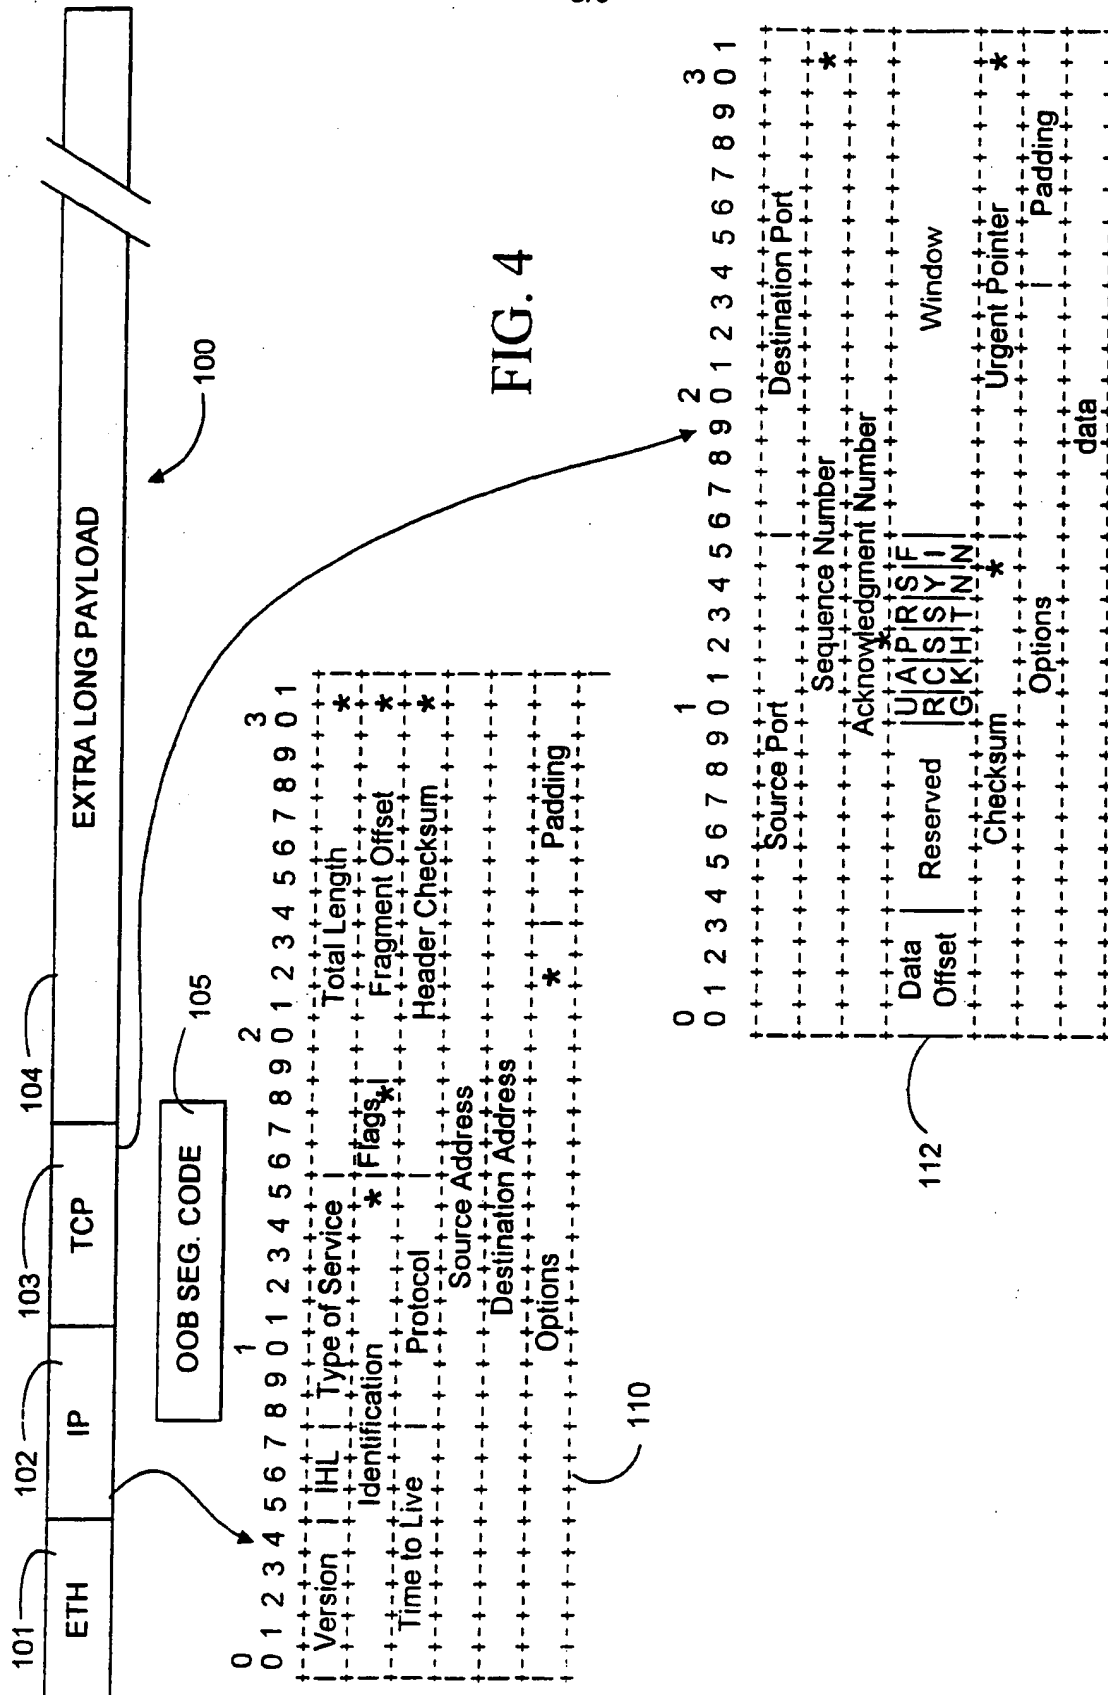 101 102 103 104
ETH IP TCP EXTRA LONG PAYLOAD
100
OOB SEG. CODE 105
0 1 2 3
0 1 2 3 4 5 6 7 8 9 0 1 2 3 4 5 6 7 8 9 0 1 2 3 4 5 6 7 8 9 0 1
|Version | IHL | Type of Service | Total Length * |
| Identification * |Flags* | Fragment Offset * |
| Time to Live | Protocol | Header Checksum * |
| Source Address |
| Destination Address |
| Options * | Padding |
110
FIG. 4
0 1 2 3
0 1 2 3 4 5 6 7 8 9 0 1 2 3 4 5 6 7 8 9 0 1 2 3 4 5 6 7 8 9 0 1
| Source Port | Destination Port |
| Sequence Number * |
| Acknowledgment Number * |
| Data | |U|A|P|R|S|F| |
| Offset | Reserved |R|C|S|S|Y|I| Window |
| | |G|K|H|T|N|N| |
| Checksum * | Urgent Pointer * |
| Options | Padding |
| data |
112